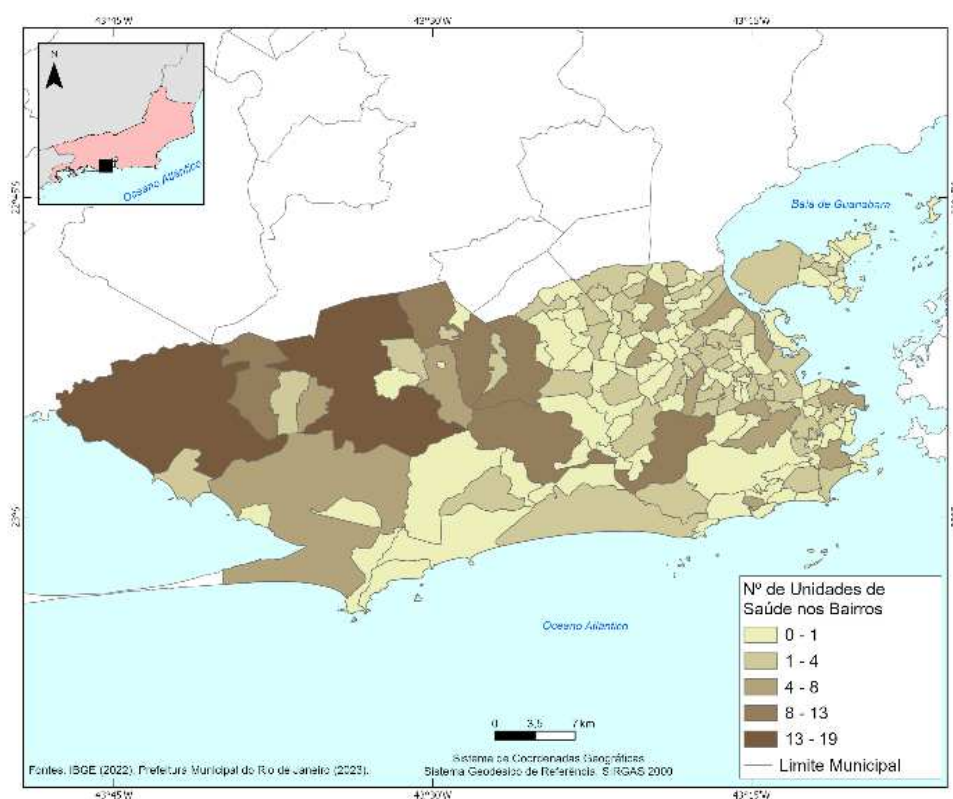 43°45'W 43°30'W 43°15'W
N
Oceano Atlântico
22°45'S
Baía de Guanabara
23°S
Oceano Atlântico
Nº de Unidades de
Saúde nos Bairros
0 - 1
1 - 4
4 - 8
8 - 13
13 - 19
Limite Municipal
0 3,5 7 km
Sistema de Coordenadas Geográficas
Sistema Geodésico de Referência, SIRGAS 2000
Fontes: IBGE (2022); Prefeitura Municipal do Rio de Janeiro (2023).
43°45'W 43°30'W 43°15'W